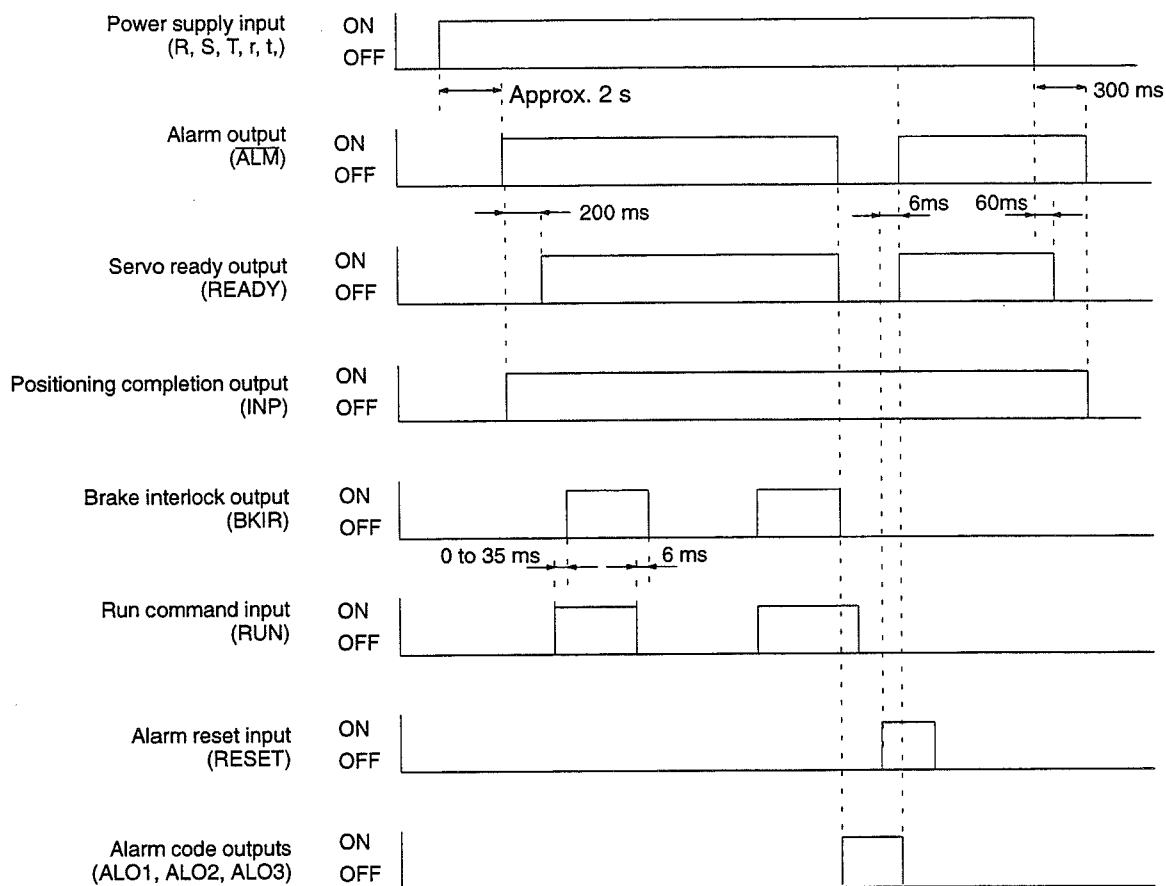 Power supply input
(R, S, T, r, t,)
ON
OFF
Approx. 2 s
300 ms
Alarm output
(ALM)
ON
OFF
200 ms
6ms
60ms
Servo ready output
(READY)
ON
OFF
Positioning completion output
(INP)
ON
OFF
Brake interlock output
(BKIR)
ON
OFF
0 to 35 ms
6 ms
Run command input
(RUN)
ON
OFF
Alarm reset input
(RESET)
ON
OFF
Alarm code outputs
(ALO1, ALO2, ALO3)
ON
OFF